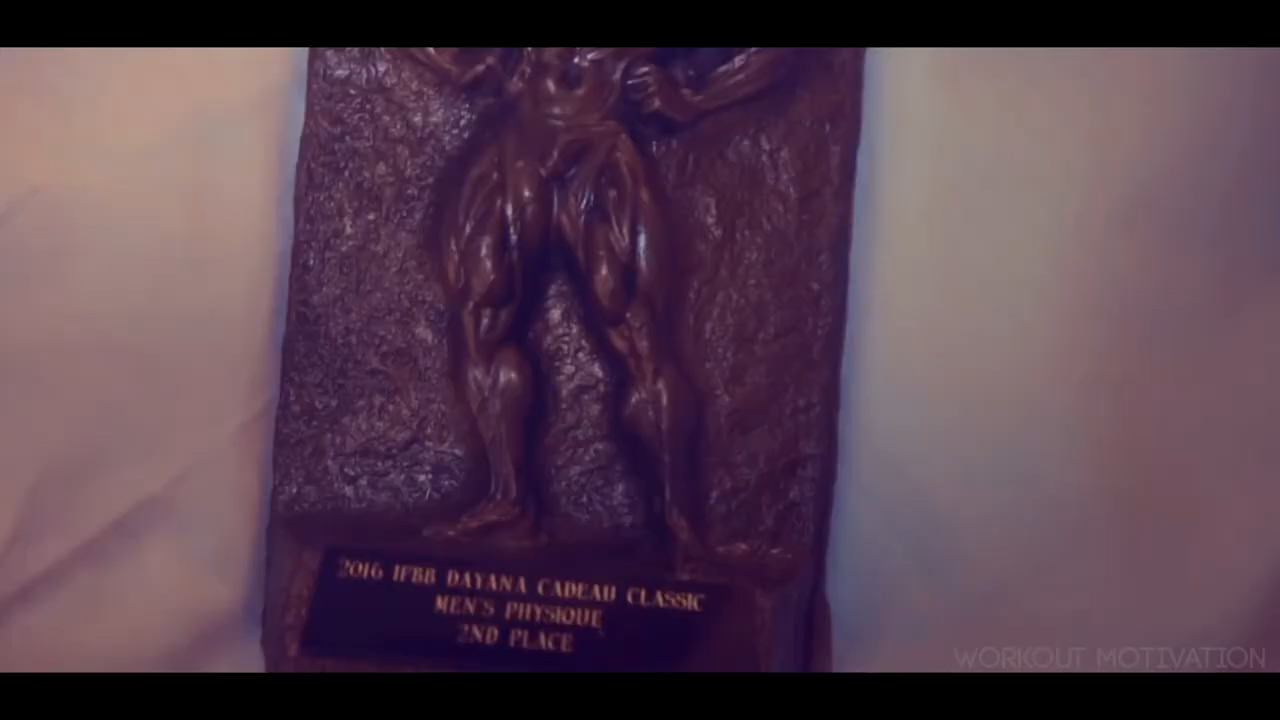 2016 IFBB DAYANA CADEAU CLASSIC
MEN'S PHYSIQUE
2ND PLACE
WORKOUT MOTIVATION